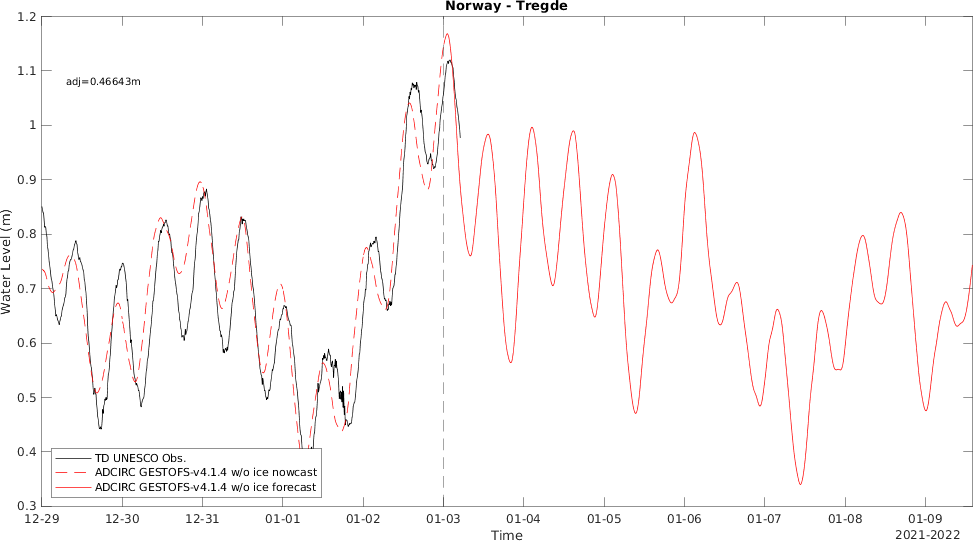 Norway - Tregde
1.2
1.1
1
0.9
0.8
0.7
0.6
0.5
0.4
0.3
Water Level (m)
adj=0.46643m
TD UNESCO Obs.
ADCIRC GESTOFS-v4.1.4 w/o ice nowcast
ADCIRC GESTOFS-v4.1.4 w/o ice forecast
12-29 12-30 12-31 01-01 01-02 01-03 01-04 01-05 01-06 01-07 01-08 01-09
Time
2021-2022